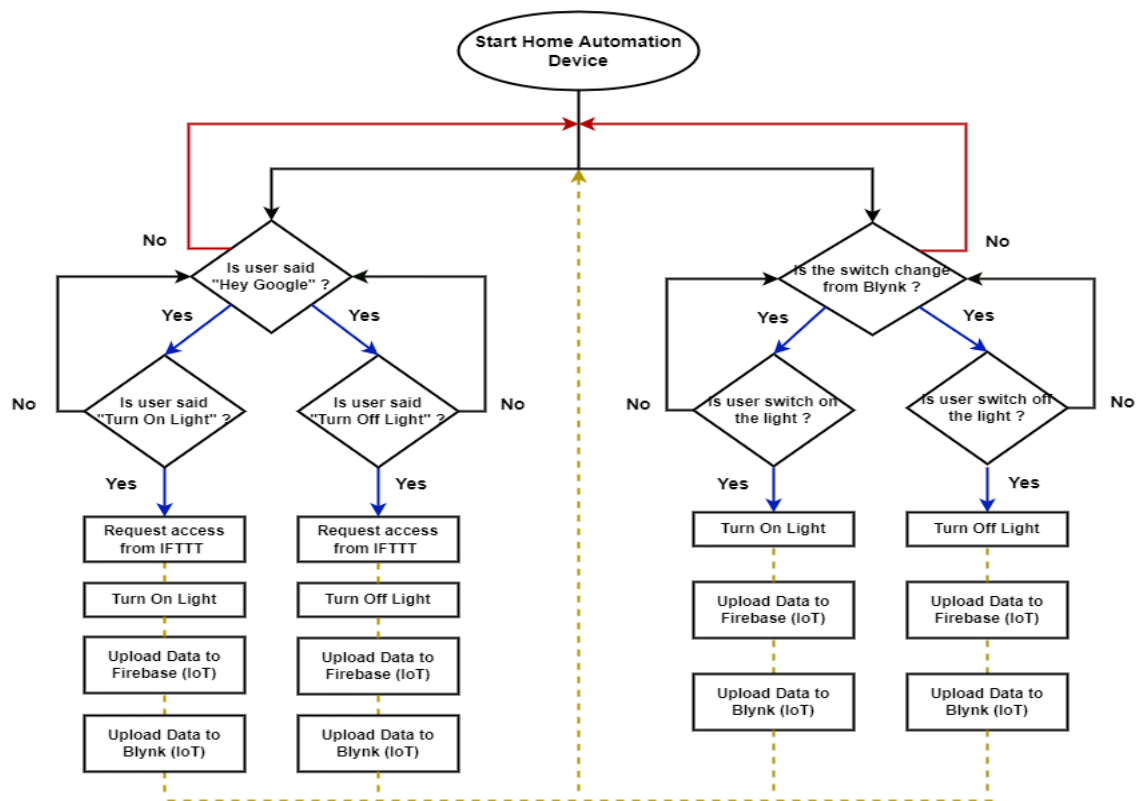 Start Home Automation
Device
No
Is user said
"Hey Google" ?
Yes
Yes
No
Is user said
"Turn On Light" ?
Is user said
"Turn Off Light" ?
No
Yes
Yes
Request access
from IFTTT
Request access
from IFTTT
Turn On Light
Turn Off Light
Upload Data to
Firebase (IoT)
Upload Data to
Firebase (IoT)
Upload Data to
Blynk (IoT)
Upload Data to
Blynk (IoT)
No
Is the switch change
from Blynk ?
Yes
Yes
No
Is user switch on
the light ?
Is user switch off
the light ?
No
Yes
Yes
Turn On Light
Turn Off Light
Upload Data to
Firebase (IoT)
Upload Data to
Firebase (IoT)
Upload Data to
Blynk (IoT)
Upload Data to
Blynk (IoT)